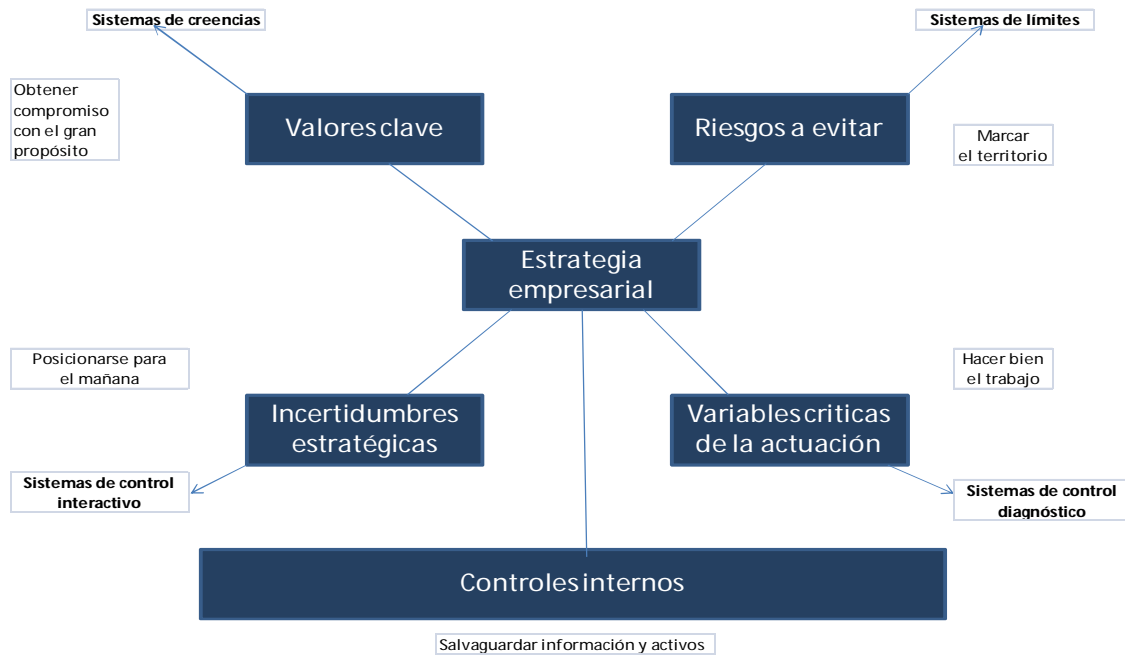 Sistemas de creencias
Sistemas de límites
Obtener
compromiso
con el gran
propósito
Valores clave
Riesgos a evitar
Marcar
el territorio
Estrategia
empresarial
Posicionarse para
el mañana
Hacer bien
el trabajo
Incertidumbres
estratégicas
Variables criticas
de la actuación
Sistemas de control
interactivo
Sistemas de control
diagnóstico
Controles internos
Salvaguardar información y activos